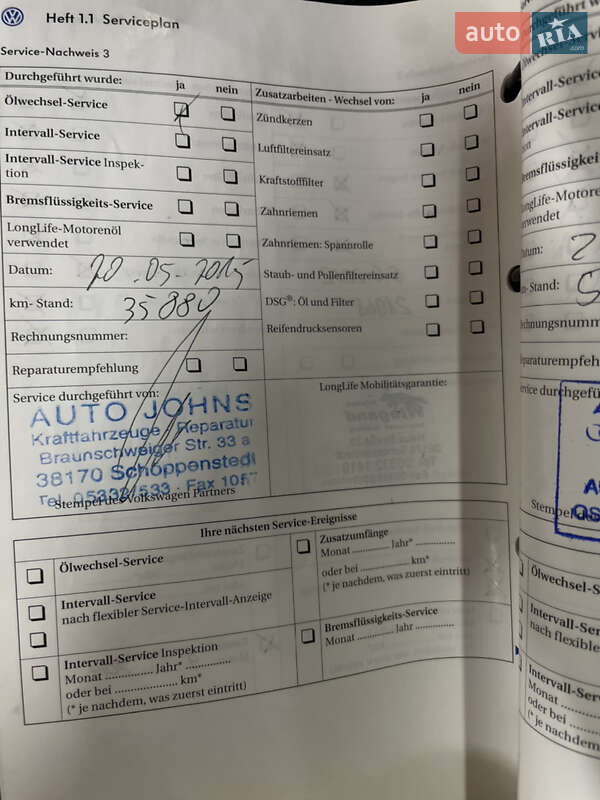 Heft 1.1 Serviceplan
auto RIA .com
Service-Nachweis 3
Durchgeführt wurde: ja nein
Ölwechsel-Service
Intervall-Service
Intervall-Service Inspek-
tion
Bremsflüssigkeits-Service
LongLife-Motorenöl
verwendet
Datum: 20.05-2015
km- Stand: 35880
Rechnungsnummer:
Reparaturempfehlung
Service durchgeführt von:
AUTO JOHNS
Kraftfahrzeuge / Reparatur
Braunschweiger Str. 33 a
38170 Schöppenstedt
Stempel des Volkswagen Partners
Zusatzarbeiten - Wechsel von: ja nein
Zündkerzen
Luftfiltereinsatz
Kraftstofffilter
Zahnriemen
Zahnriemen: Spannrolle
Staub- und Pollenfiltereinsatz
DSG®: Öl und Filter
Reifendrucksensoren
LongLife Mobilitätsgarantie:
Ihre nächsten Service-Ereignisse
Ölwechsel-Service
Intervall-Service
nach flexibler Service-Intervall-Anzeige
Intervall-Service Inspektion
Monat ............ Jahr* ..............
oder bei .................... km*
(* je nachdem, was zuerst eintritt)
Zusatzumfänge
Monat ............ Jahr* ............
oder bei ................ km*
(* je nachdem, was zuerst eintritt)
Bremsflüssigkeits-Service
Monat ............ Jahr ..............